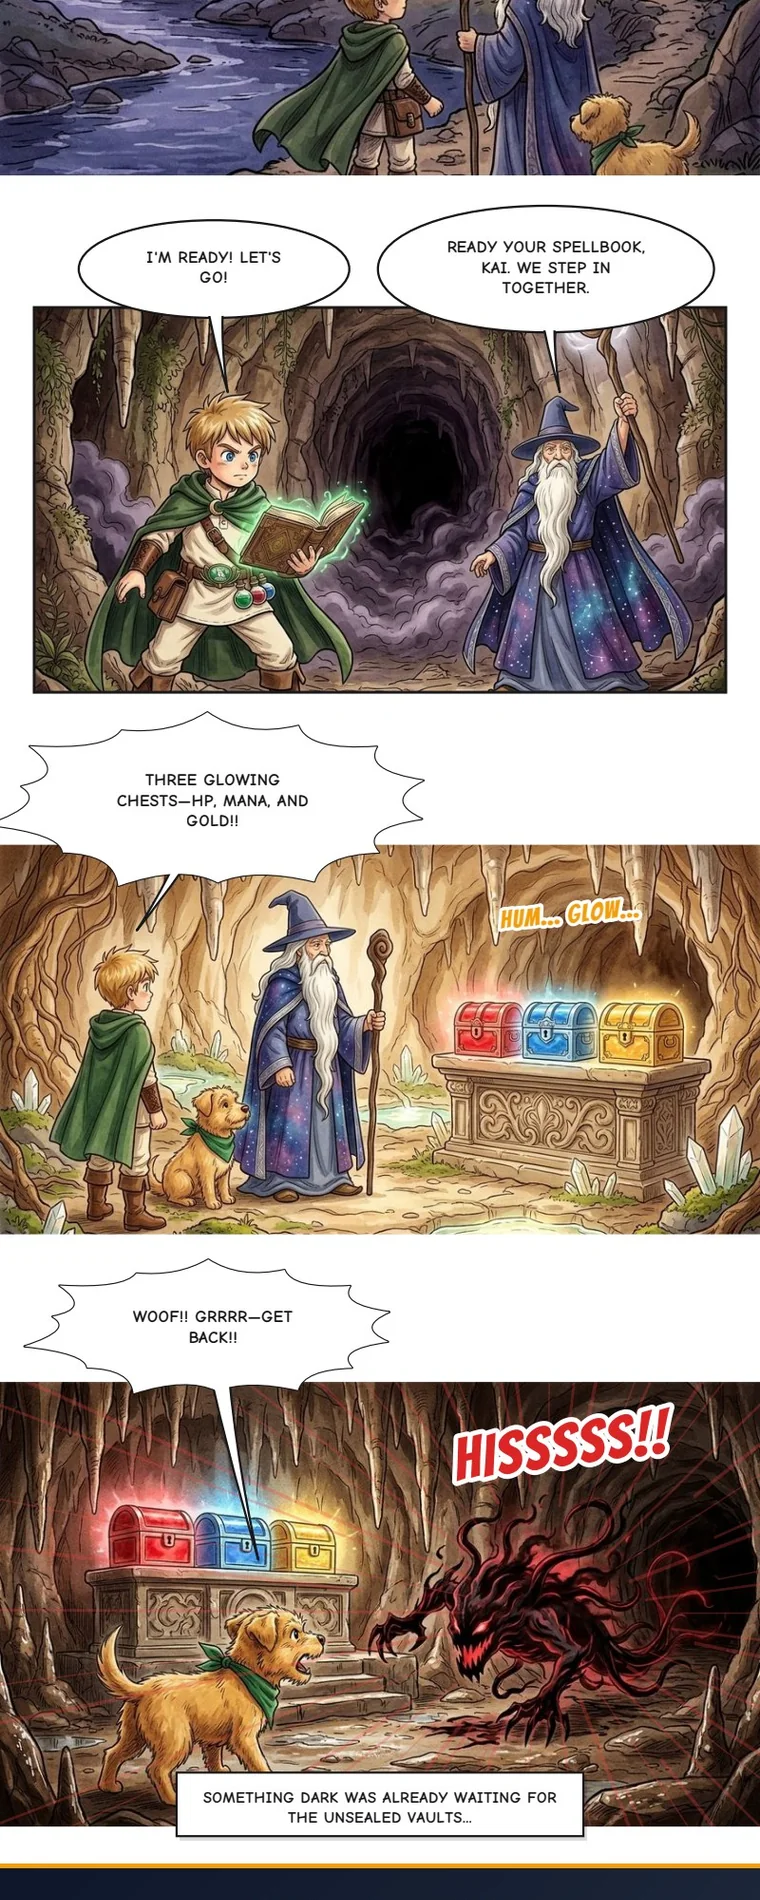 I'M READY! LET'S
GO!
READY YOUR SPELLBOOK,
KAI. WE STEP IN
TOGETHER.
THREE GLOWING
CHESTS—HP, MANA, AND
GOLD!!
HUM... GLOW...
WOOF!! GRRRR—GET
BACK!!
HISSSSS!!
SOMETHING DARK WAS ALREADY WAITING FOR
THE UNSEALED VAULTS...